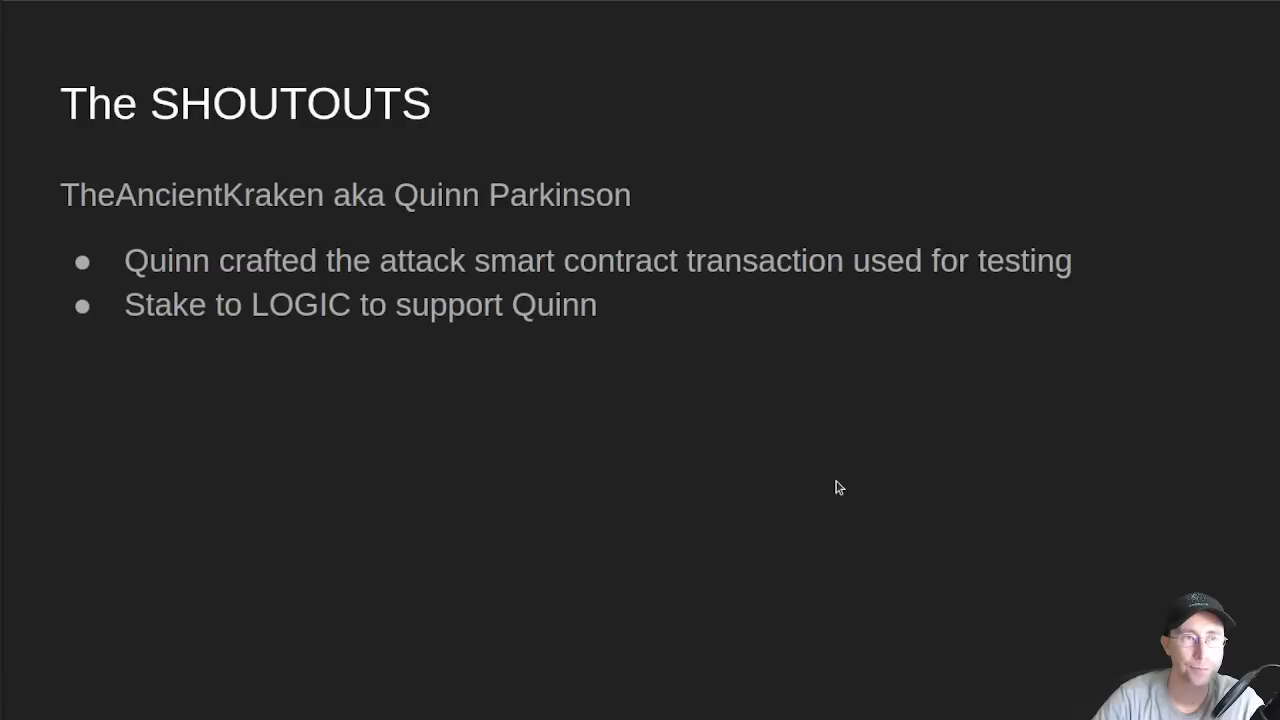 The SHOUTOUTS
TheAncientKraken aka Quinn Parkinson
● Quinn crafted the attack smart contract transaction used for testing
● Stake to LOGIC to support Quinn